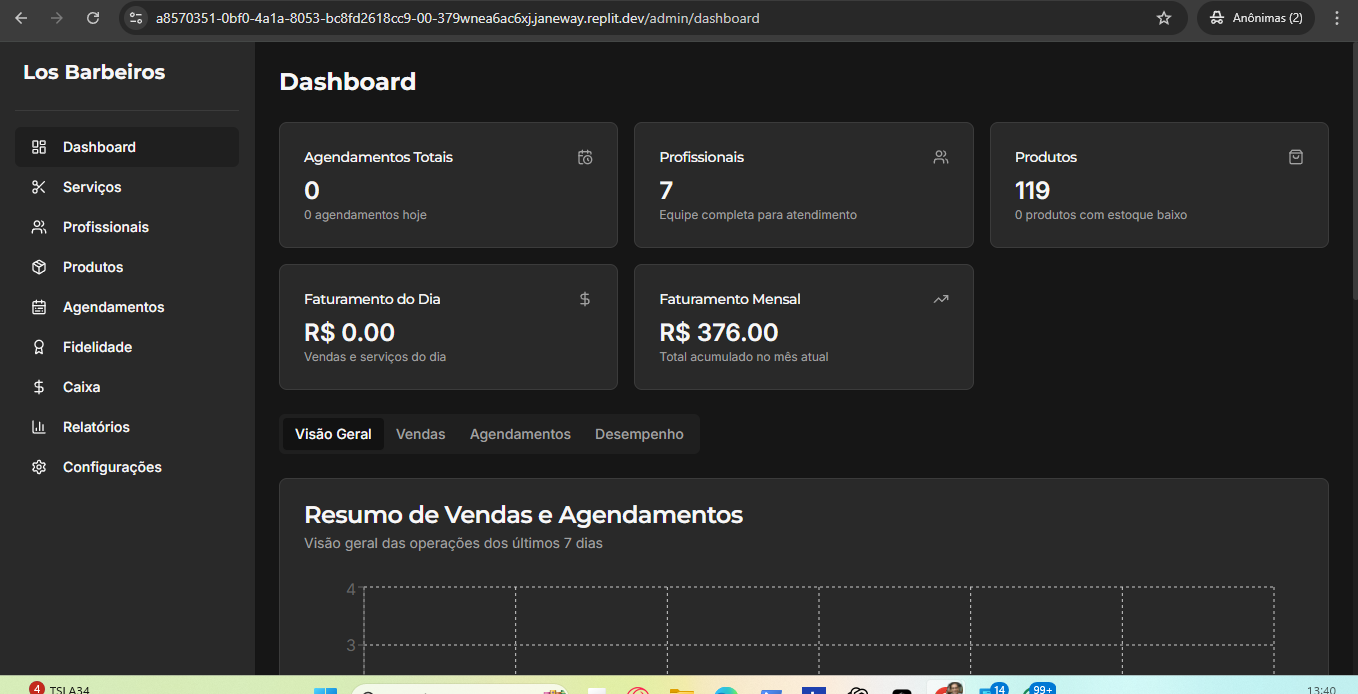 a8570351-0bf0-4a1a-8053-bc8fd2618cc9-00-379wnea6ac6xj.janeway.replit.dev/admin/dashboard
Anônimas (2)
Los Barbeiros
Dashboard
Serviços
Profissionais
Produtos
Agendamentos
Fidelidade
Caixa
Relatórios
Configurações
Dashboard
Agendamentos Totais
0
0 agendamentos hoje
Profissionais
7
Equipe completa para atendimento
Produtos
119
0 produtos com estoque baixo
Faturamento do Dia
R$ 0.00
Vendas e serviços do dia
Faturamento Mensal
R$ 376.00
Total acumulado no mês atual
Visão Geral
Vendas
Agendamentos
Desempenho
Resumo de Vendas e Agendamentos
Visão geral das operações dos últimos 7 dias
4
3
4
TSLA34
14
99+
13:40